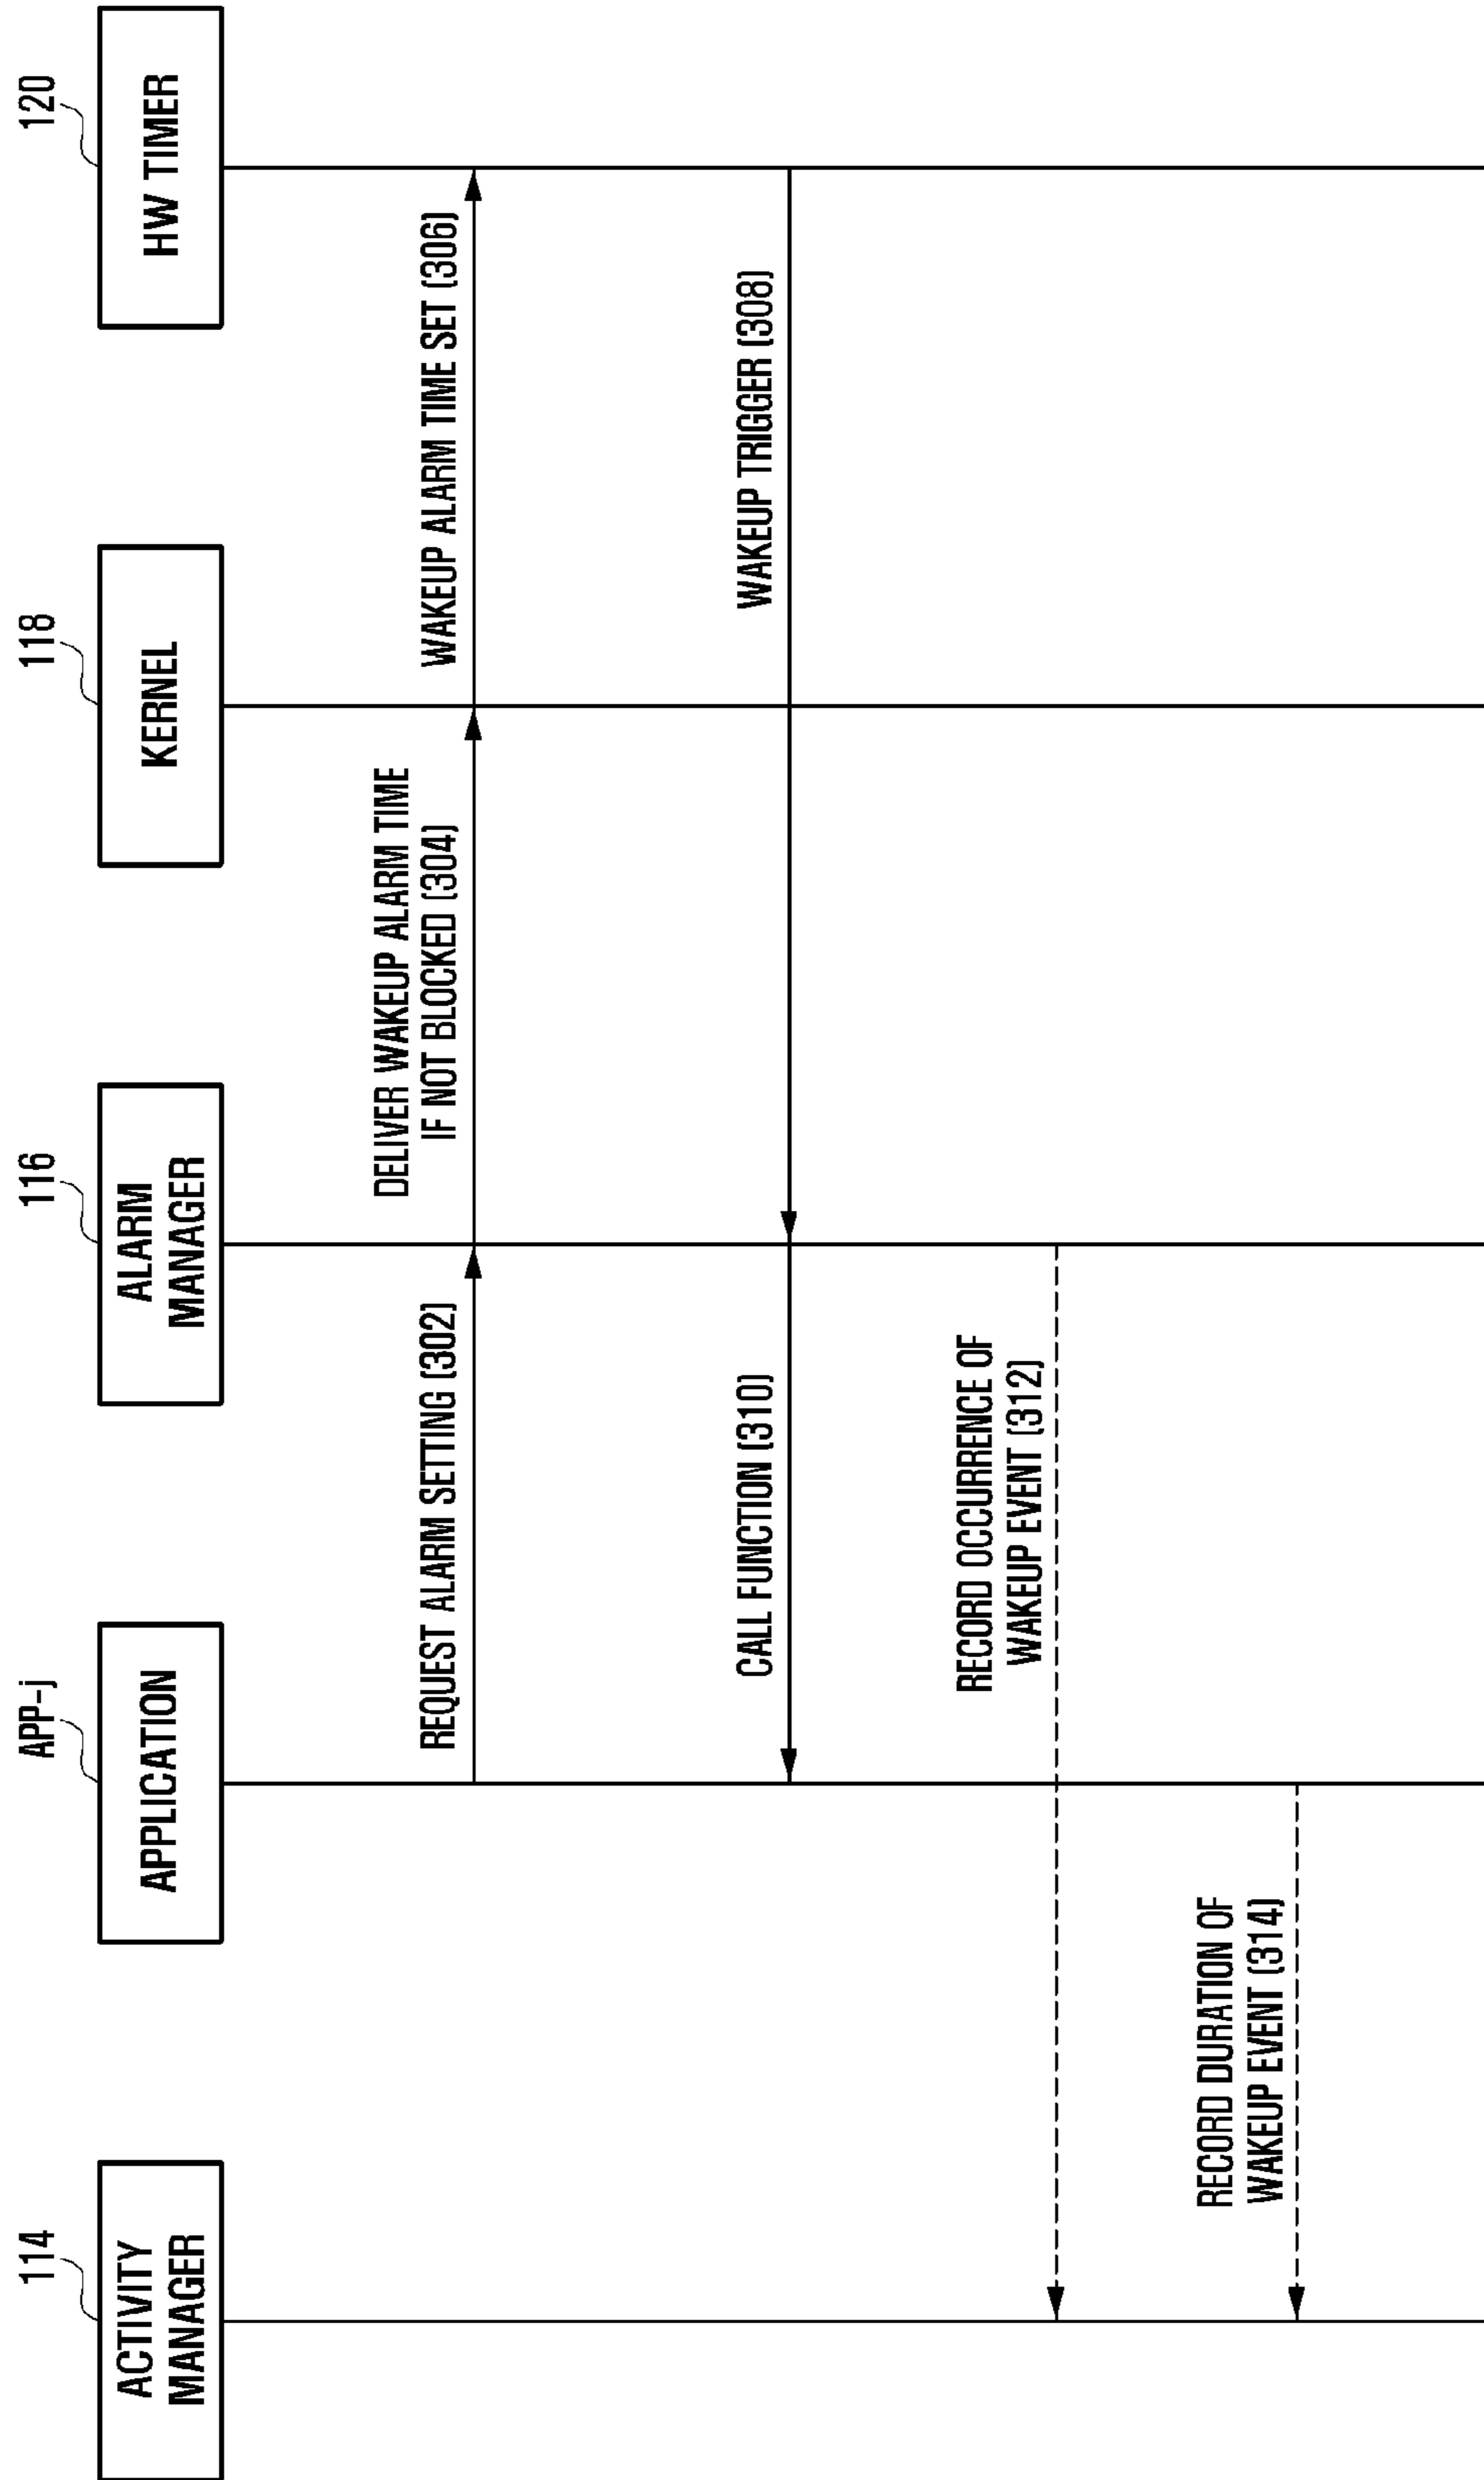 114
APP-j
116
118
120
ACTIVITY
MANAGER
APPLICATION
ALARM
MANAGER
KERNEL
HW TIMER
REQUEST ALARM SETTING (302)
DELIVER WAKEUP ALARM TIME
IF NOT BLOCKED (304)
WAKEUP ALARM TIME SET (306)
WAKEUP TRIGGER (308)
CALL FUNCTION (310)
RECORD OCCURRENCE OF
WAKEUP EVENT (312)
RECORD DURATION OF
WAKEUP EVENT (314)